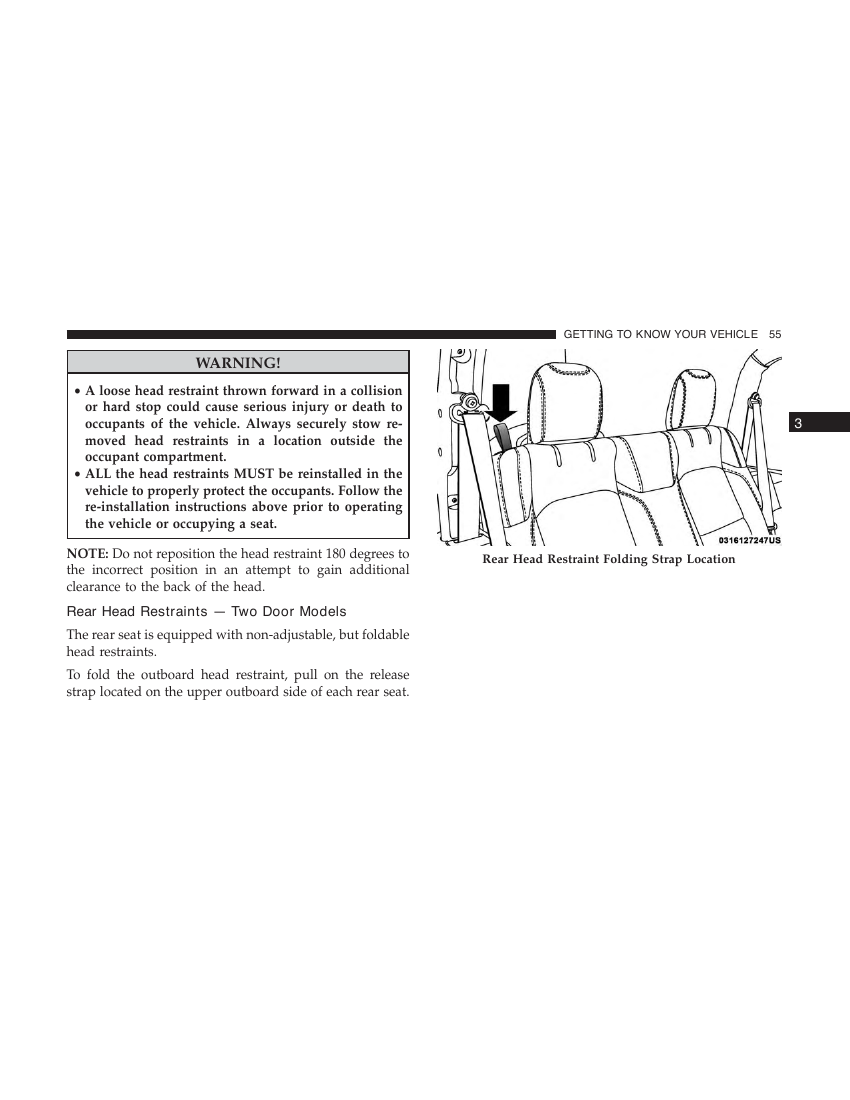 GETTING TO KNOW YOUR VEHICLE 55
WARNING!
• A loose head restraint thrown forward in a collision
or hard stop could cause serious injury or death to
occupants of the vehicle. Always securely stow re-
moved head restraints in a location outside the
occupant compartment.
• ALL the head restraints MUST be reinstalled in the
vehicle to properly protect the occupants. Follow the
re-installation instructions above prior to operating
the vehicle or occupying a seat.
NOTE: Do not reposition the head restraint 180 degrees to
the incorrect position in an attempt to gain additional
clearance to the back of the head.
Rear Head Restraints — Two Door Models
The rear seat is equipped with non-adjustable, but foldable
head restraints.
To fold the outboard head restraint, pull on the release
strap located on the upper outboard side of each rear seat.
0316127247US
Rear Head Restraint Folding Strap Location
3